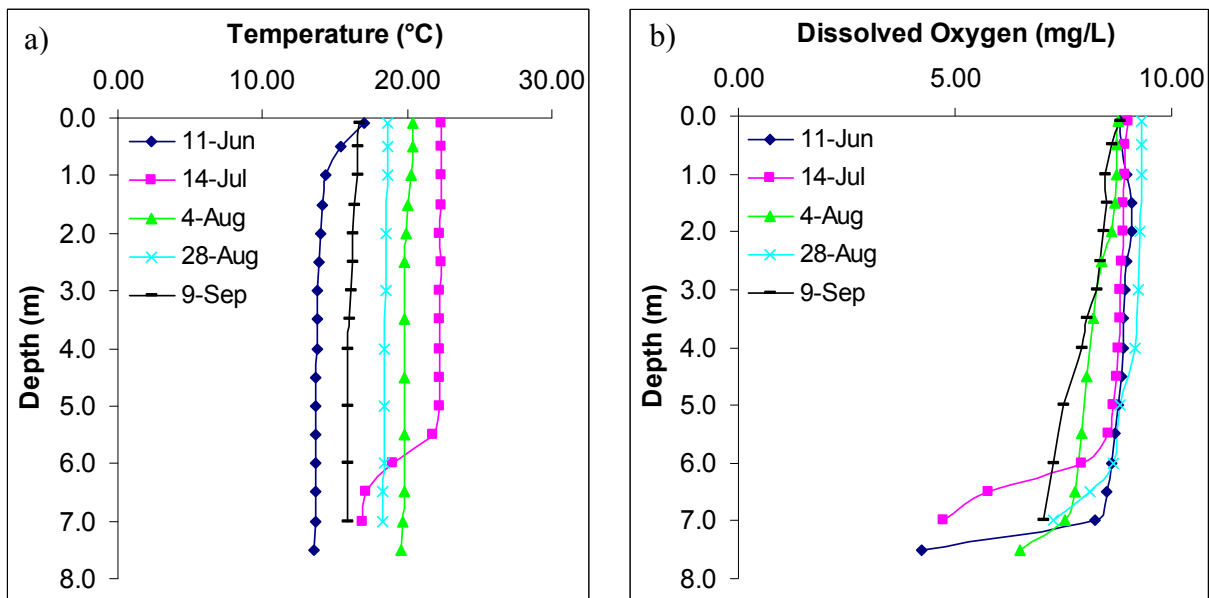 a)
Temperature (°C)
0.00 10.00 20.00 30.00
0.0
1.0
2.0
3.0
4.0
5.0
6.0
7.0
8.0
Depth (m)
11-Jun
14-Jul
4-Aug
28-Aug
9-Sep
b)
Dissolved Oxygen (mg/L)
0.00 5.00 10.00
0.0
1.0
2.0
3.0
4.0
5.0
6.0
7.0
8.0
Depth (m)
11-Jun
14-Jul
4-Aug
28-Aug
9-Sep